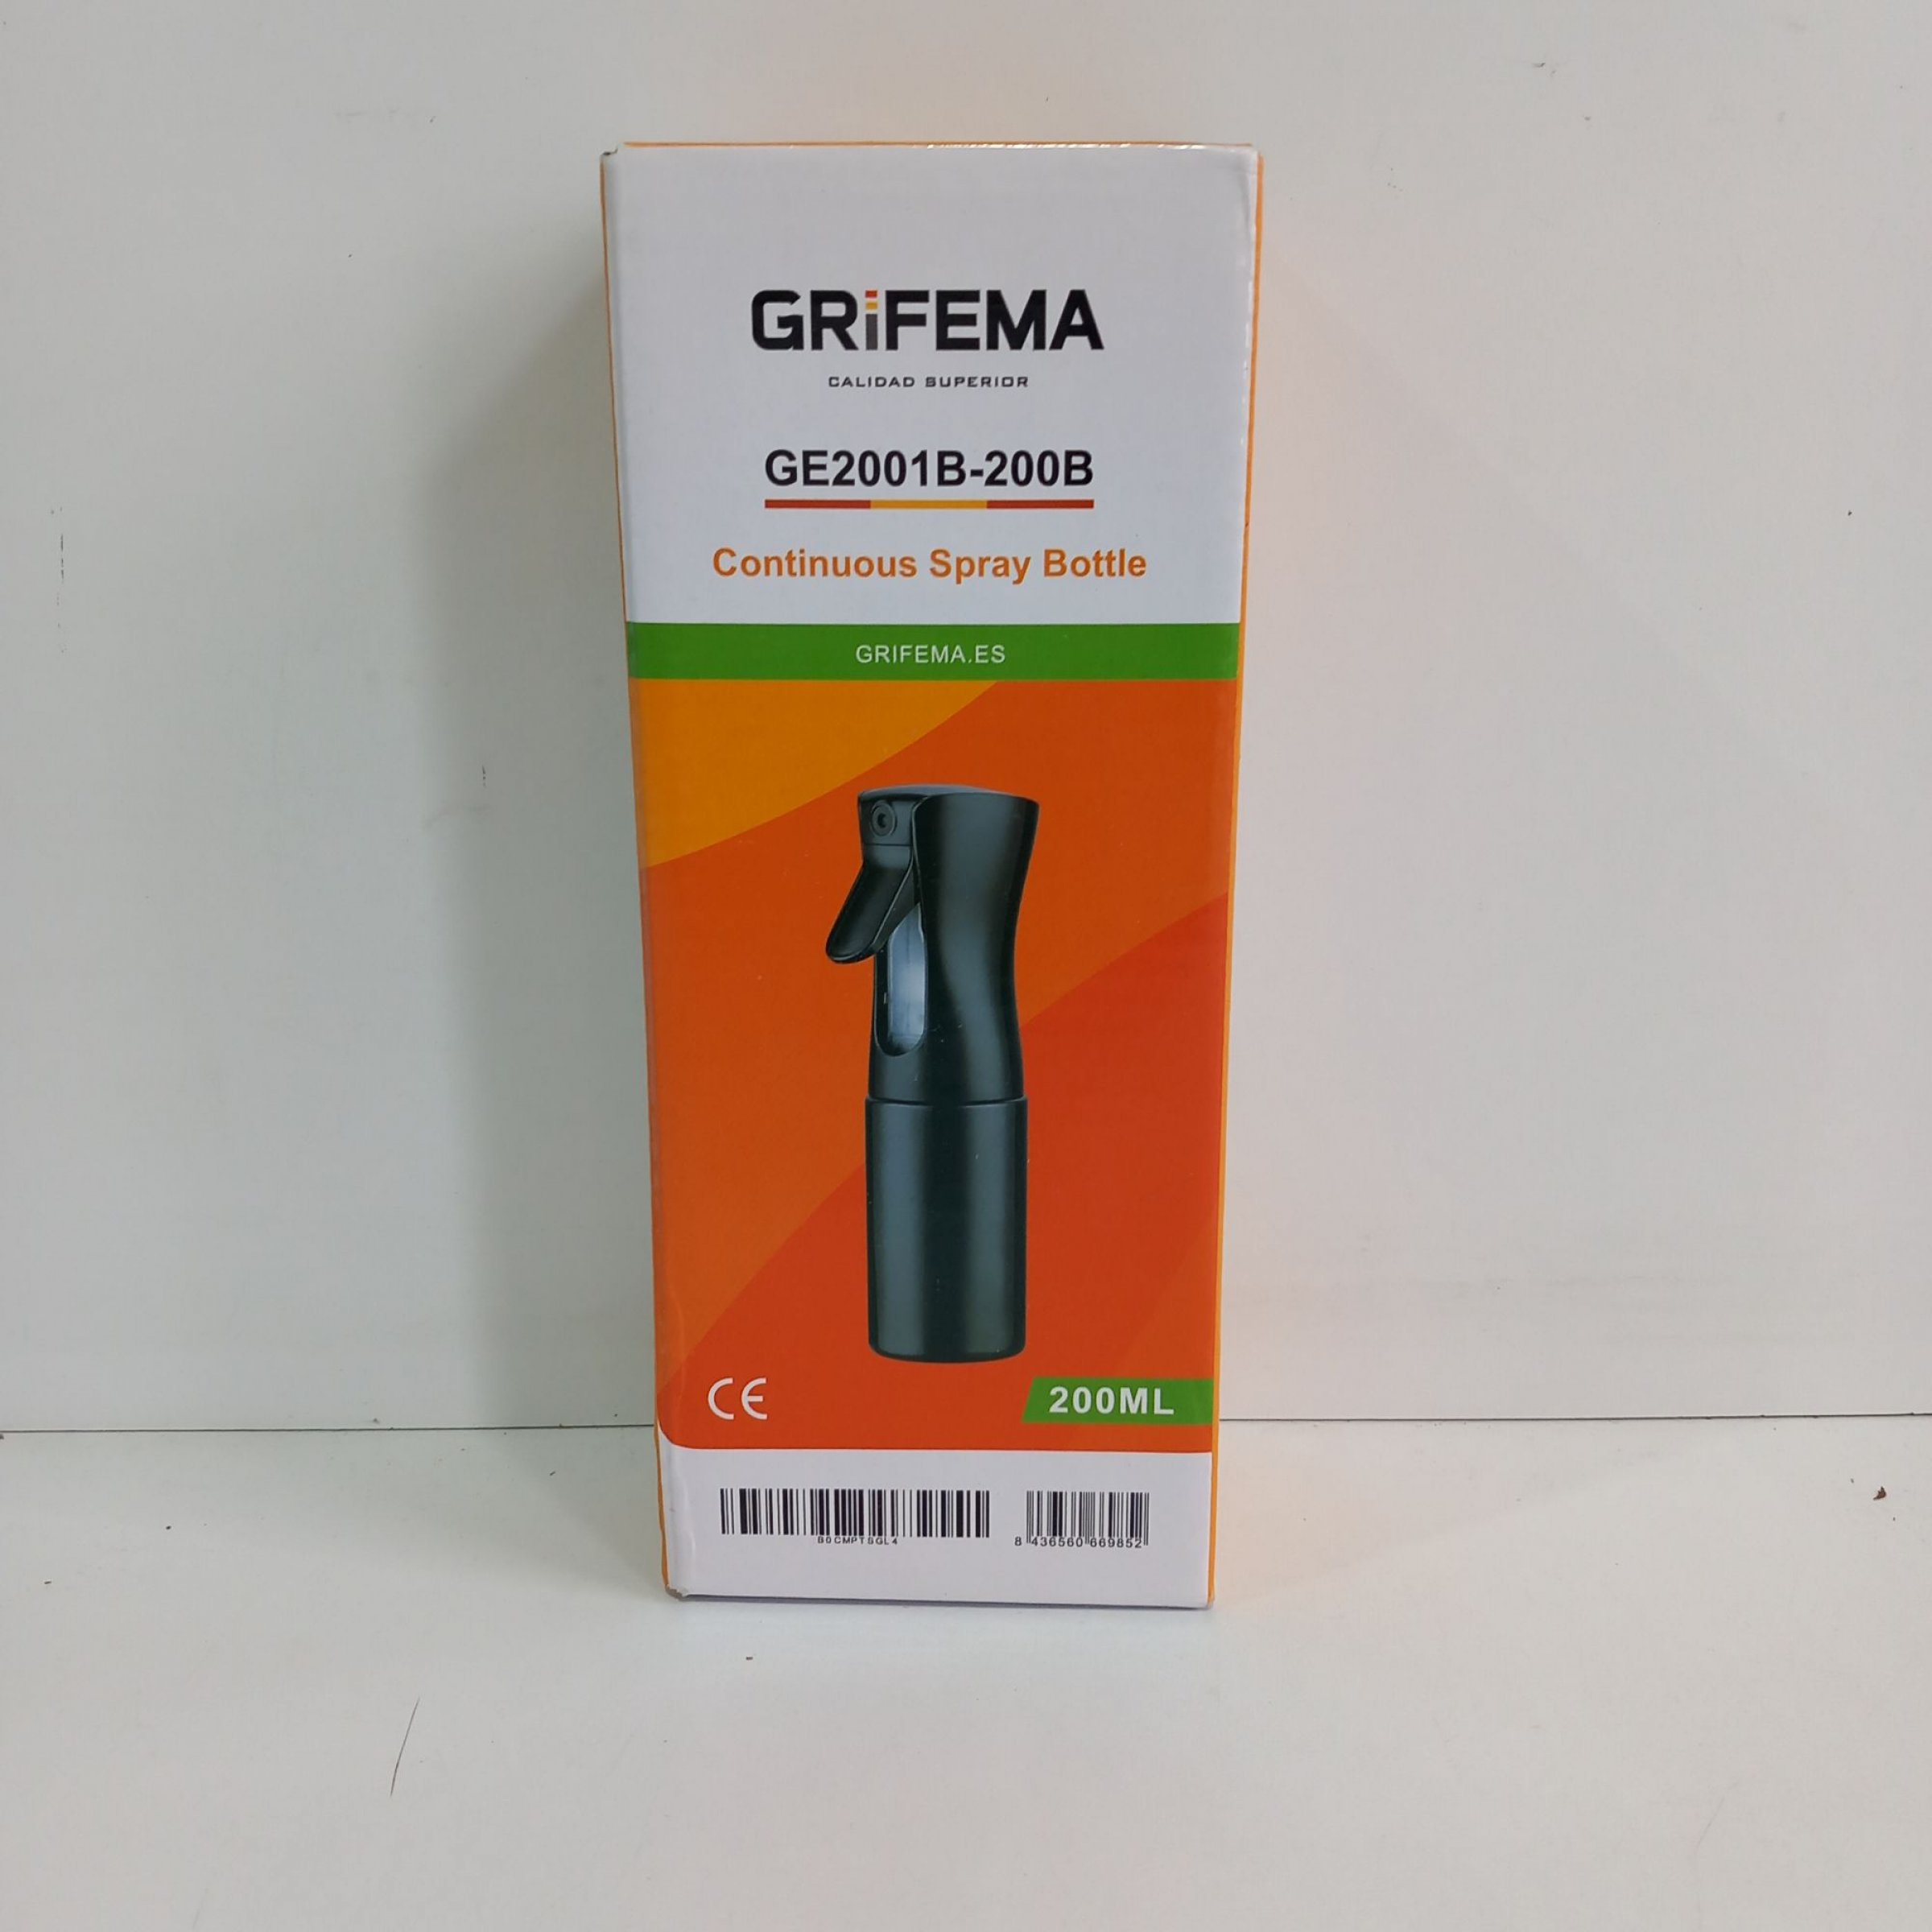 GRiFEMA
CALIDAD SUPERIOR
GE2001B-200B
Continuous Spray Bottle
GRIFEMA.ES
CE
200ML
8 436560 669852